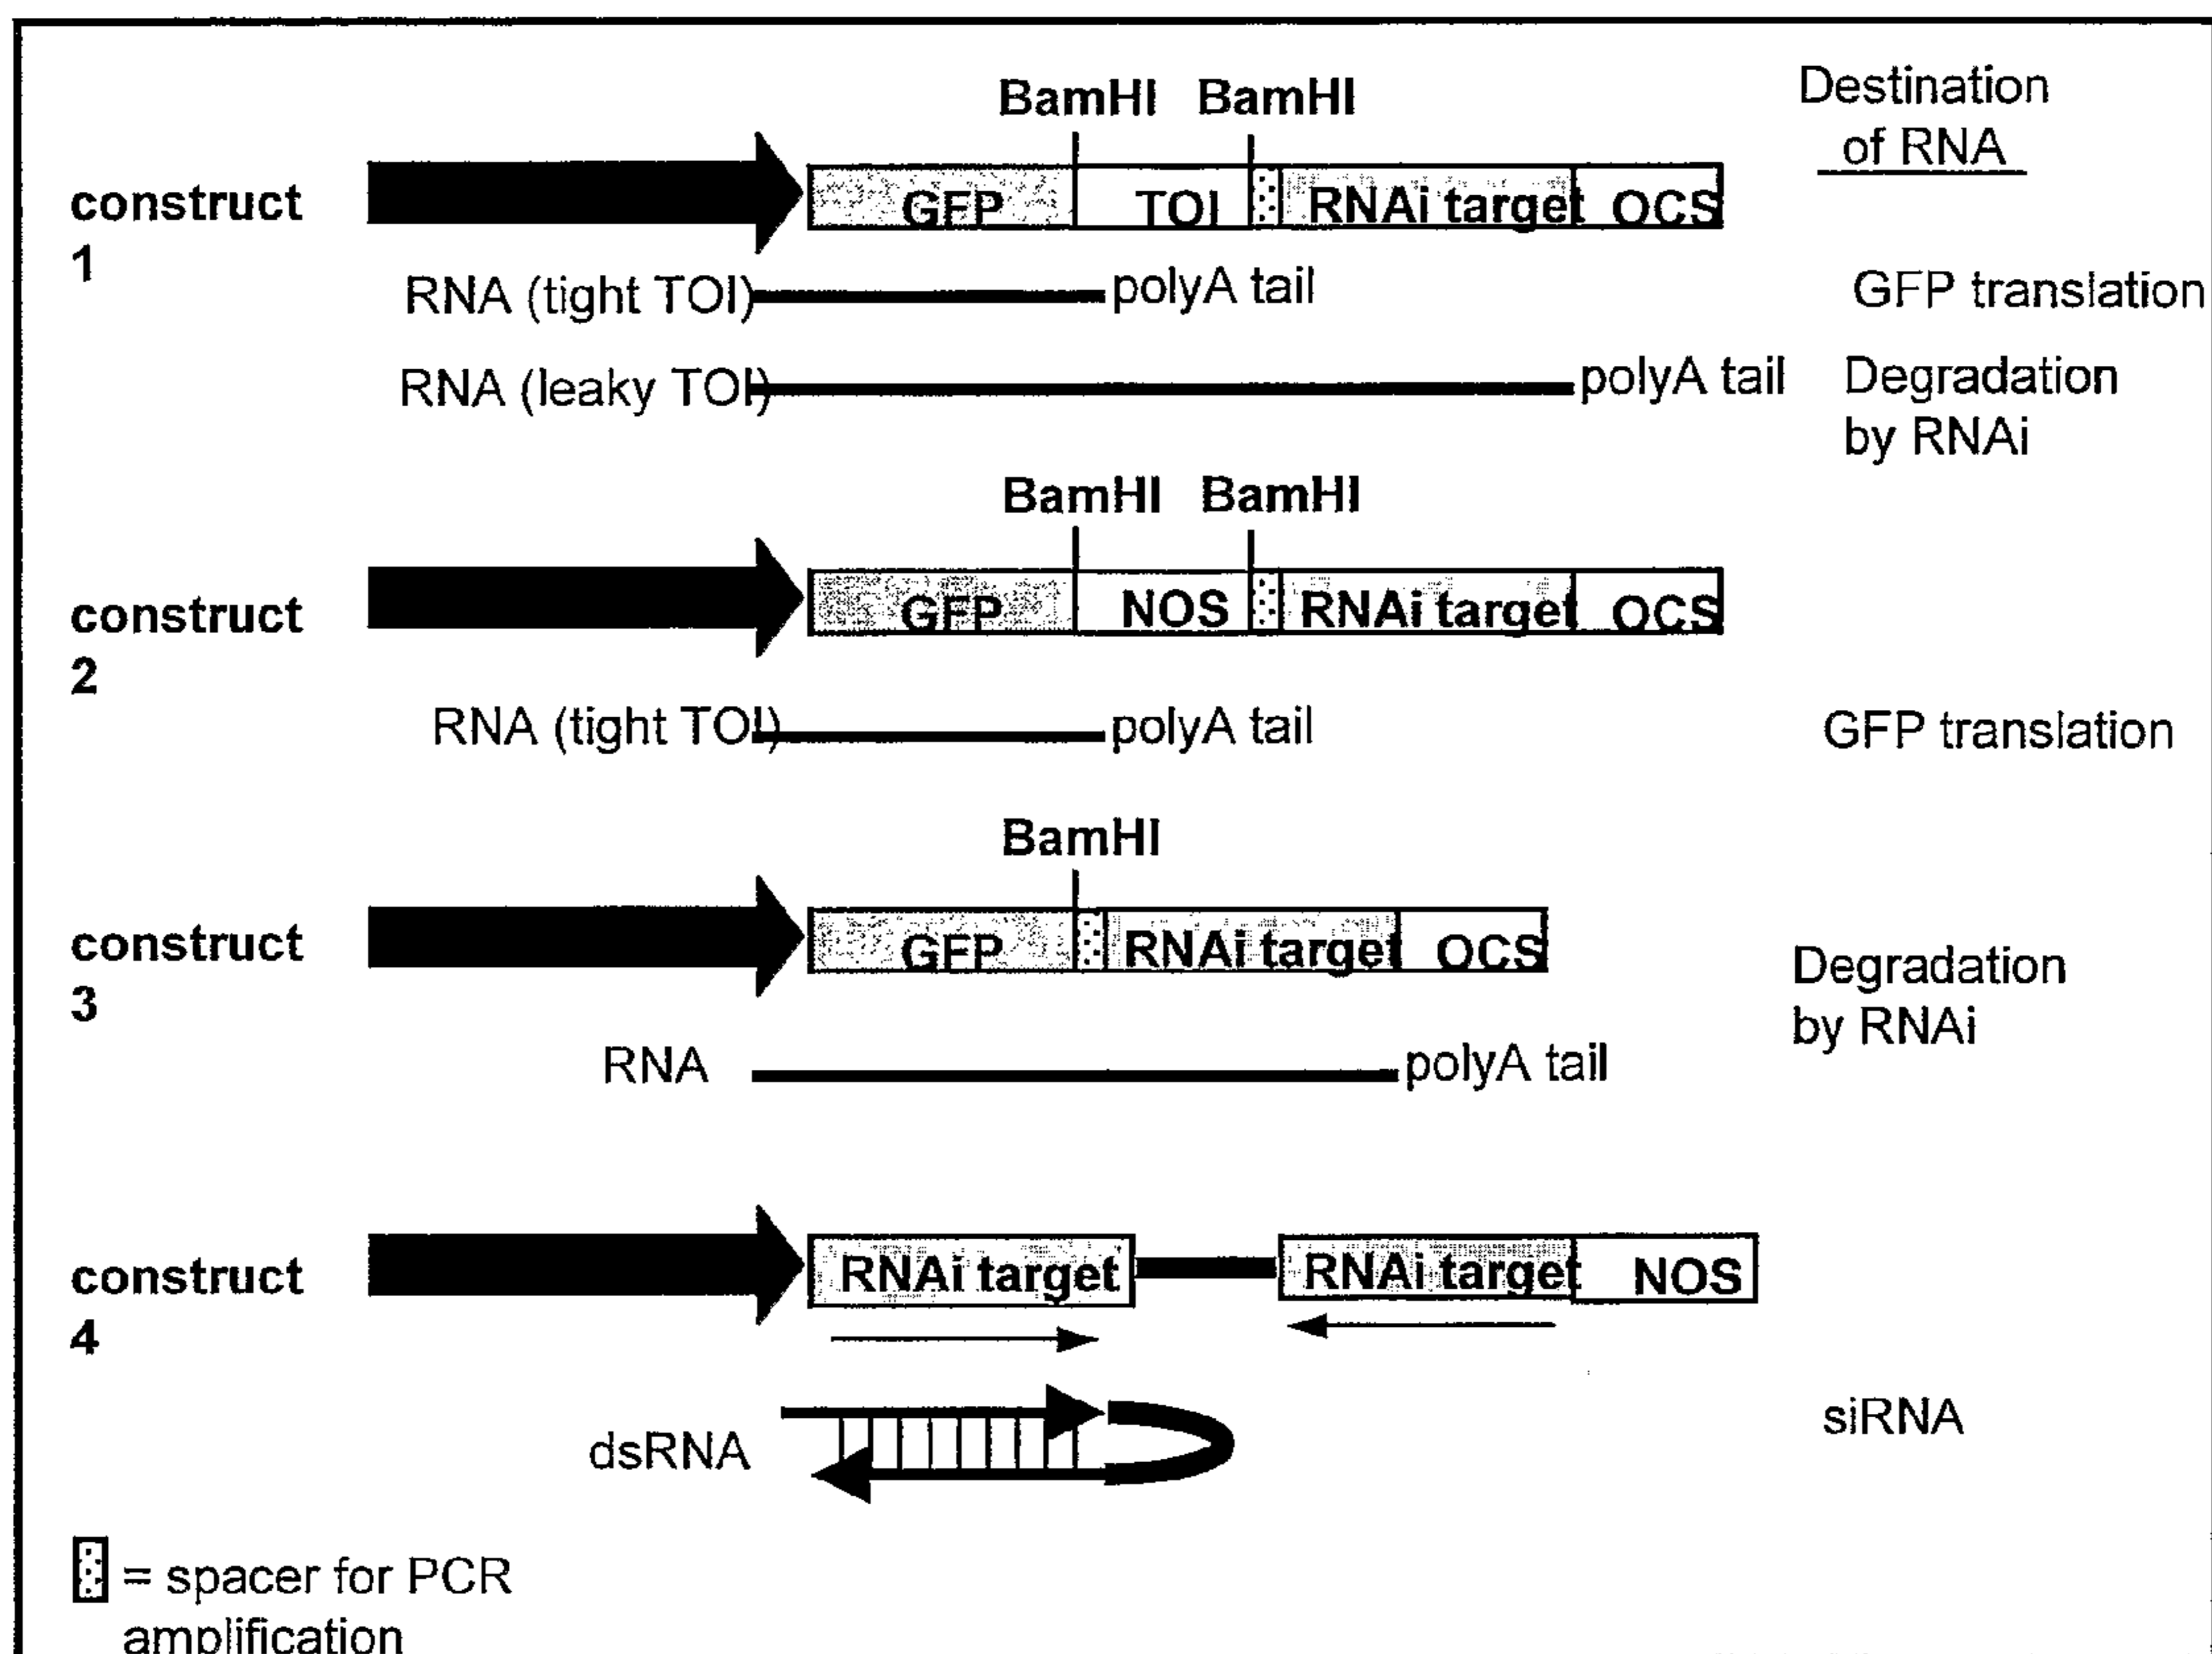 BamHI BamHI
Destination
of RNA
construct
1
GFP TOI RNAi target OCS
RNA (tight TOI) polyA tail GFP translation
RNA (leaky TOI) polyA tail Degradation
by RNAi
BamHI BamHI
construct
2
GFP NOS RNAi target OCS
RNA (tight TOI) polyA tail GFP translation
BamHI
construct
3
GFP RNAi target OCS
Degradation
by RNAi
RNA polyA tail
construct
4
RNAi target RNAi target NOS
dsRNA siRNA
= spacer for PCR
amplification